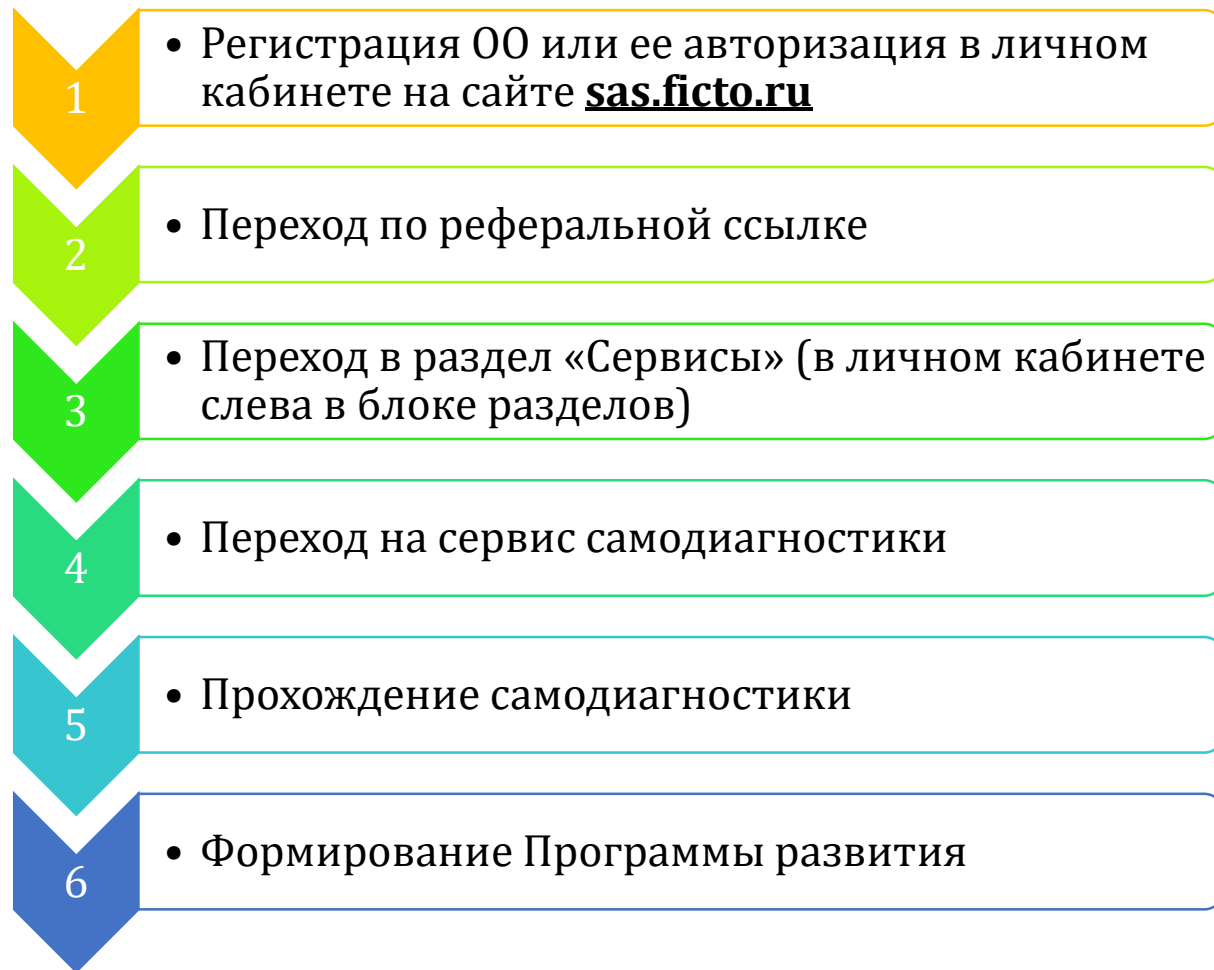 1
• Регистрация ОО или ее авторизация в личном
кабинете на сайте sas.ficto.ru
2
• Переход по реферальной ссылке
3
• Переход в раздел «Сервисы» (в личном кабинете
слева в блоке разделов)
4
• Переход на сервис самодиагностики
5
• Прохождение самодиагностики
6
• Формирование Программы развития